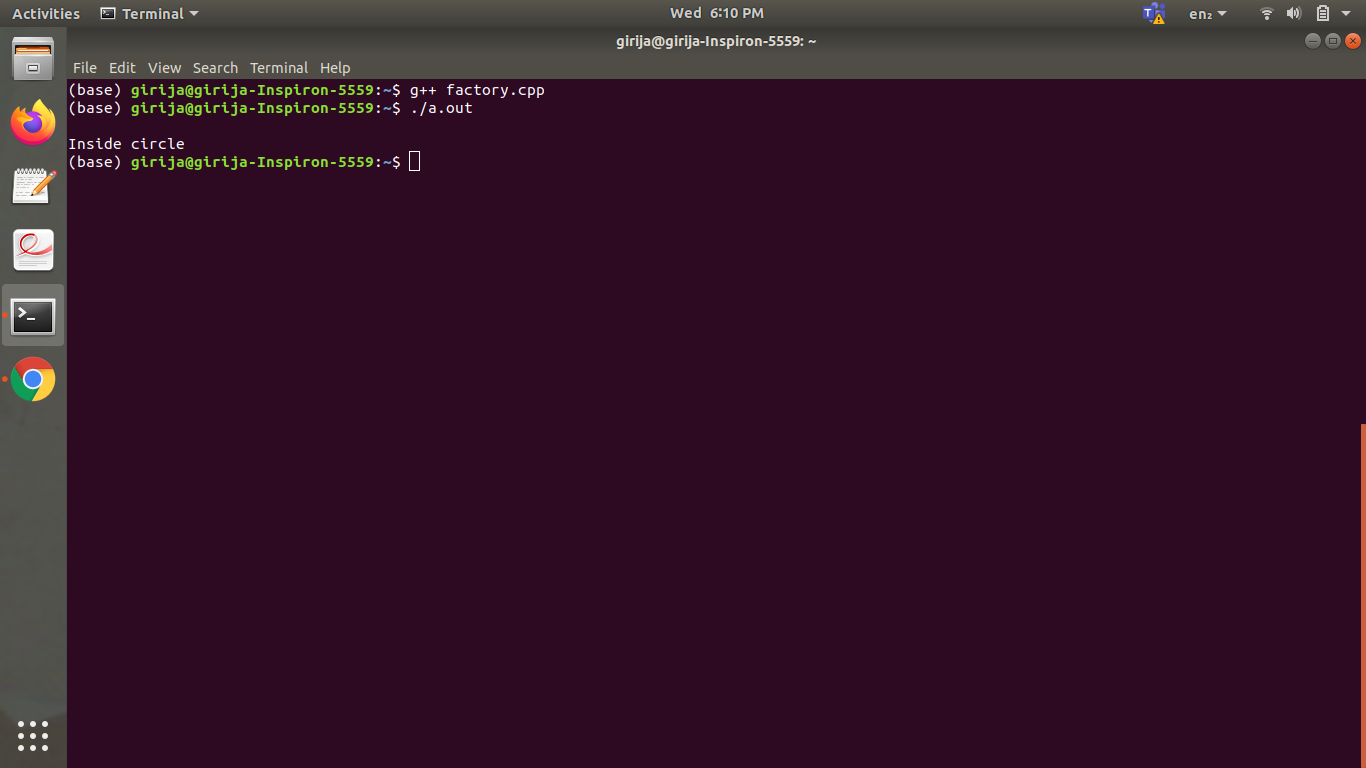 Activities Terminal Wed 6:10 PM en₂
girija@girija-Inspiron-5559: ~
File Edit View Search Terminal Help
(base) girija@girija-Inspiron-5559:~$ g++ factory.cpp
(base) girija@girija-Inspiron-5559:~$ ./a.out

Inside circle
(base) girija@girija-Inspiron-5559:~$